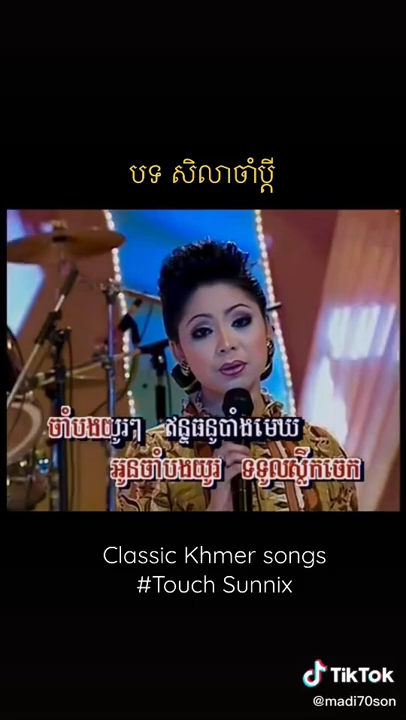 បទ សិលាចាំប្ដី
ចាំបងយូរៗ ឥន្ទធនូបាំងមេឃ
អូនចាំបងយូរ ទទូលស្លឹកចេក
Classic Khmer songs
#Touch Sunnix
TikTok
@madi70son